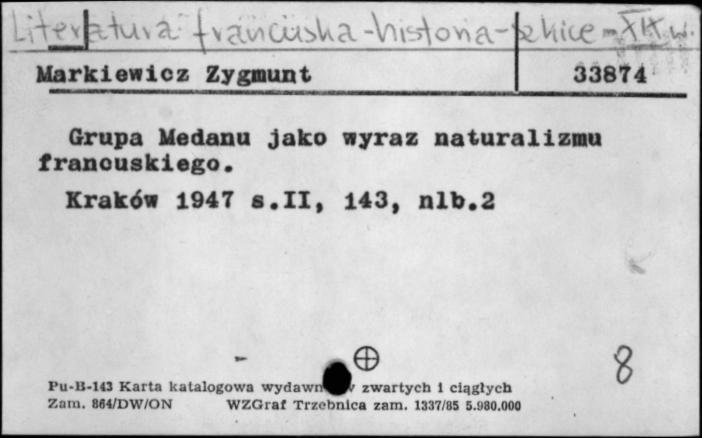 Literatura francuska - historia - szkice - XIX w.
Markiewicz Zygmunt 33874
Grupa Medanu jako wyraz naturalizmu
francuskiego.
Kraków 1947 s.II, 143, nlb.2
8
Pu-B-143 Karta katalogowa wydawn zwartych i ciągłych
Zam. 864/DW/ON WZGraf Trzebnica zam. 1337/85 5.980.000